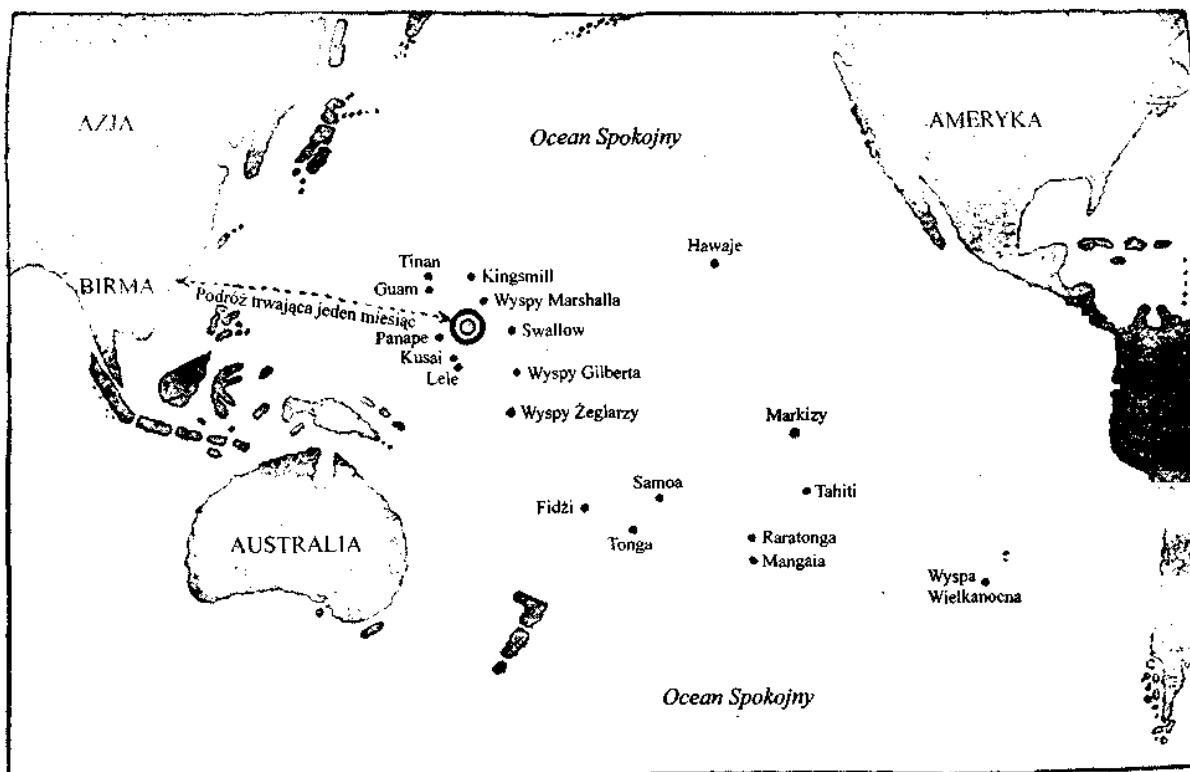 AZJA
Ocean Spokojny
AMERYKA
Hawaje
Tinan
Kingsmill
BIRMA
Guam
Wyspy Marshalla
Podróż trwająca jeden miesiąc
Swallow
Panape
Kusai
Lele
Wyspy Gilberta
Wyspy Żeglarzy
Markizy
Samoa
Tahiti
Fidżi
AUSTRALIA
Tonga
Raratonga
Mangaia
Wyspa
Wielkanocna
Ocean Spokojny